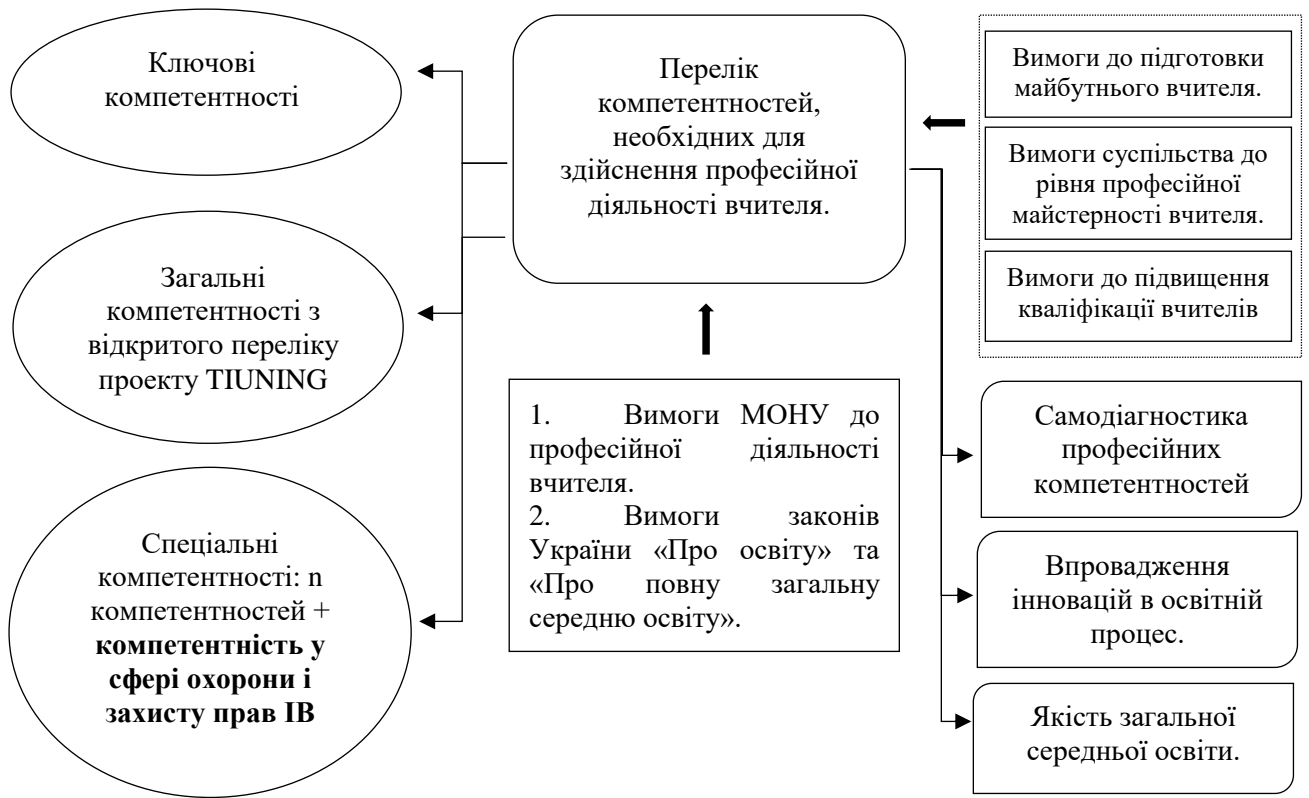 Ключові
компетентності
Загальні
компетентності з
відкритого переліку
проекту TIUNING
Спеціальні
компетентності: n
компетентностей +
компетентність у
сфері охорони і
захисту прав ІВ
Перелік
компетентностей,
необхідних для
здійснення професійної
діяльності вчителя.
1. Вимоги МОНУ до
професійної діяльності
вчителя.
2. Вимоги законів
України «Про освіту» та
«Про повну загальну
середню освіту».
Вимоги до підготовки
майбутнього вчителя.
Вимоги суспільства до
рівня професійної
майстерності вчителя.
Вимоги до підвищення
кваліфікації вчителів
Самодіагностика
професійних
компетентностей
Впровадження
інновацій в освітній
процес.
Якість загальної
середньої освіти.